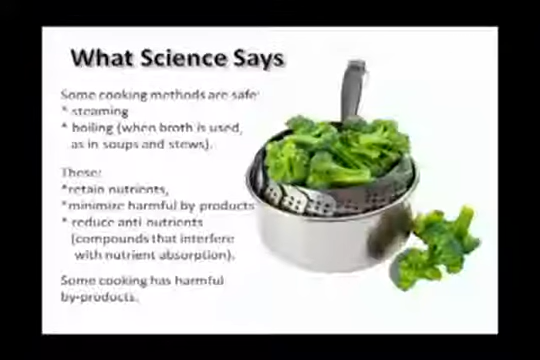 What Science Says
Some cooking methods are safe:
* steaming
* boiling (when broth is used,
as in soups and stews).
These:
*retain nutrients,
*minimize harmful by products
* reduce anti-nutrients
(compounds that interfere
with nutrient absorption).
Some cooking has harmful
by-products.